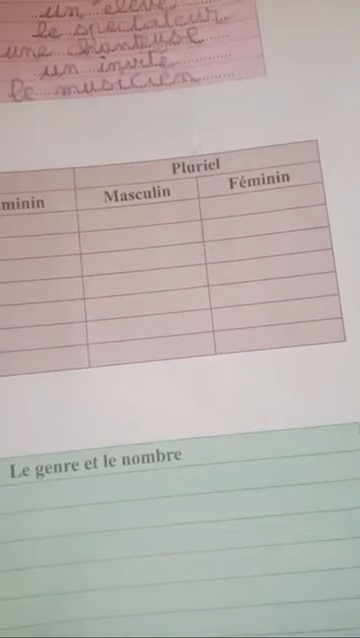 un élève
le spectateur
une chanteuse
un invité
le musicien
Pluriel
minin Masculin Féminin
Le genre et le nombre